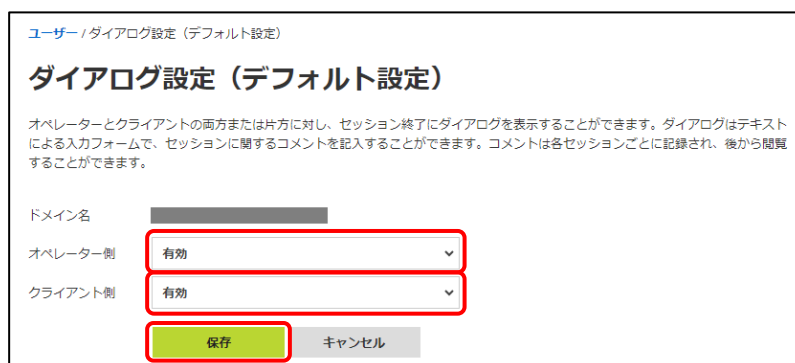 ユーザー / ダイアログ設定（デフォルト設定）
ダイアログ設定（デフォルト設定）
オペレーターとクライアントの両方または片方に対し、セッション終了にダイアログを表示することができます。ダイアログはテキスト
による入力フォームで、セッションに関するコメントを記入することができます。コメントは各セッションごとに記録され、後から閲覧
することができます。
ドメイン名
オペレーター側 有効
クライアント側 有効
保存 キャンセル